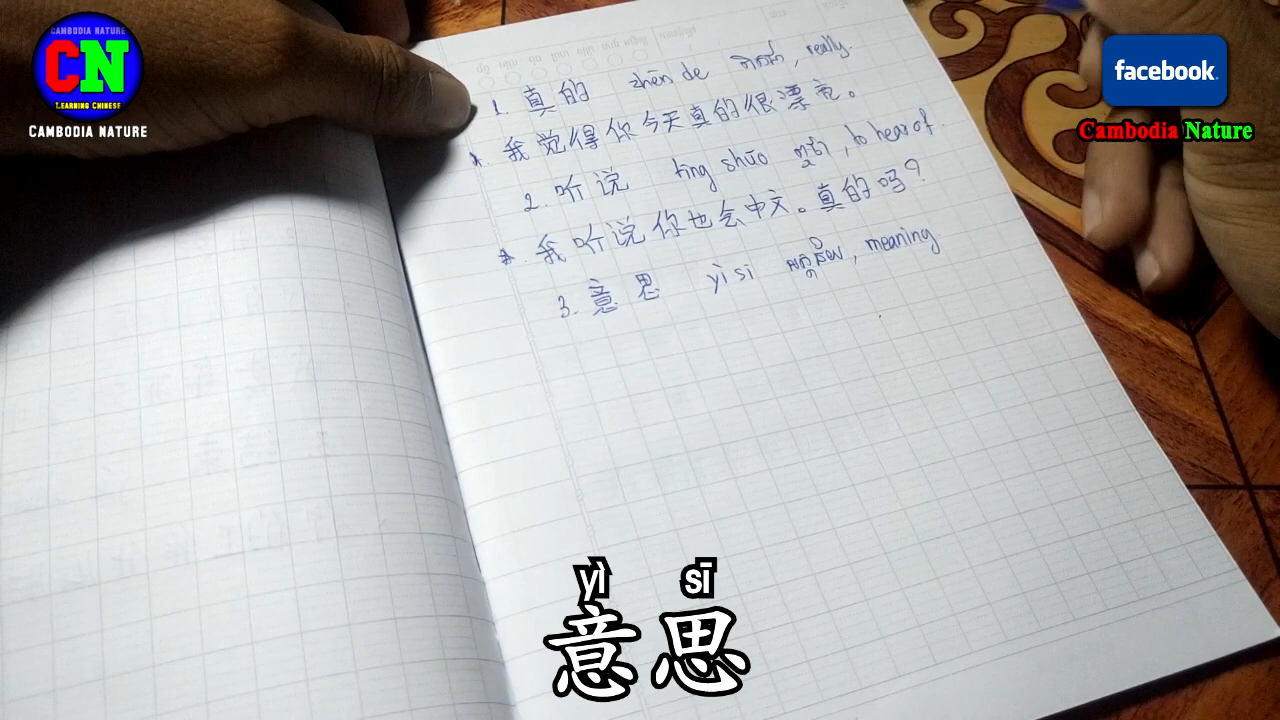 CAMBODIA NATURE
CN
LEARNING CHINESE
CAMBODIA NATURE
facebook
Cambodia Nature
1. 真的 zhēn de ពិតជា, really.
*. 我觉得你今天真的很漂亮。
2. 听说 tīng shuō ឮថា, to hear of.
*. 我听说你也会中文。真的吗?
3. 意思 yì si អត្ថន័យ, meaning
yì sī
意思